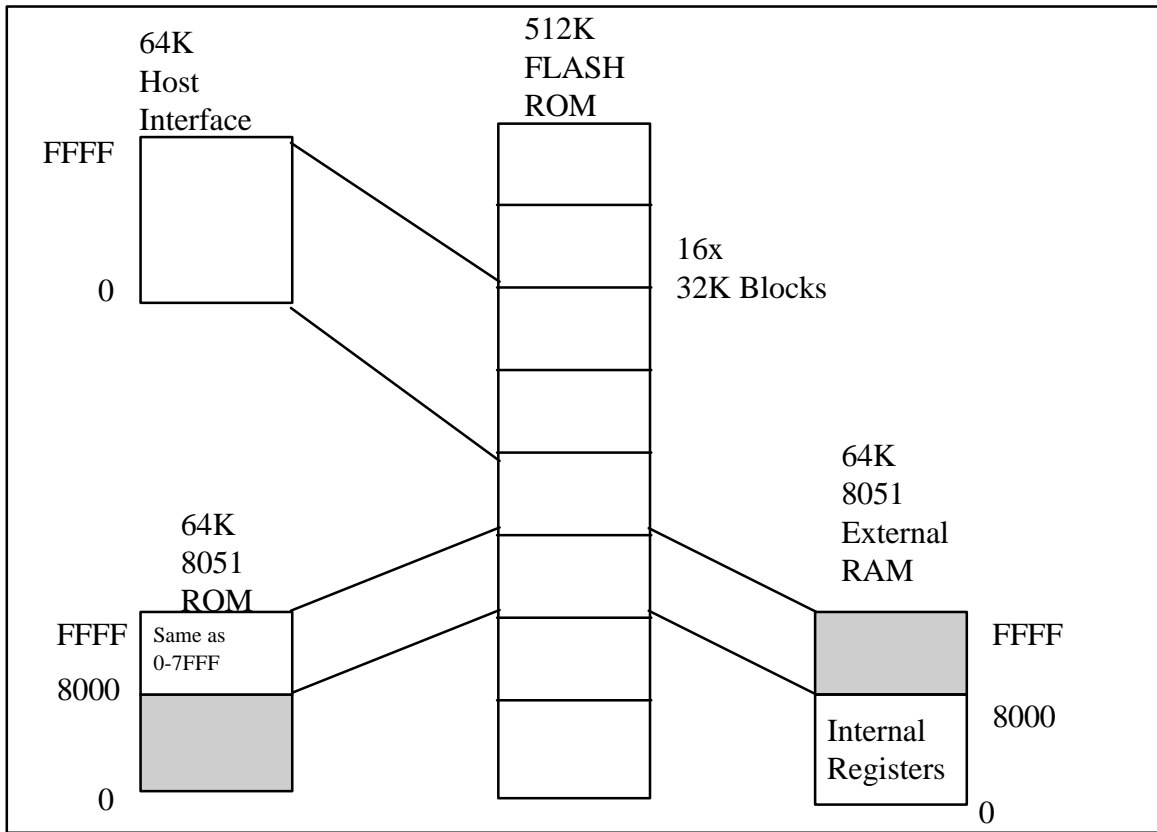 64K
Host
Interface
FFFF
0
512K
FLASH
ROM
16x
32K Blocks
64K
8051
ROM
FFFF
Same as
0-7FFF
8000
0
64K
8051
External
RAM
FFFF
8000
Internal
Registers
0